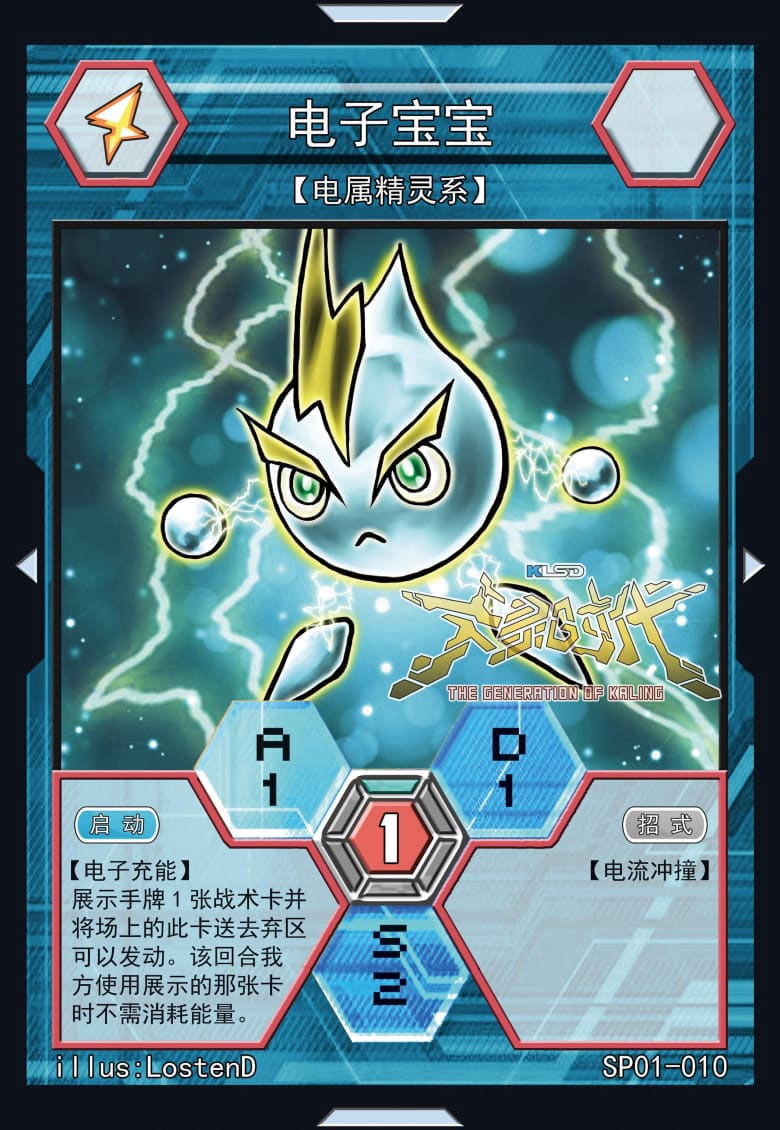 电子宝宝
【电属精灵系】
KLSD
THE GENERATION OF KALING
A
1
D
1
1
S
2
启动
【电子充能】
展示手牌1张战术卡并
将场上的此卡送去弃区
可以发动。该回合我
方使用展示的那张卡
时不需消耗能量。
招式
【电流冲撞】
illus:LostenD
SP01-010